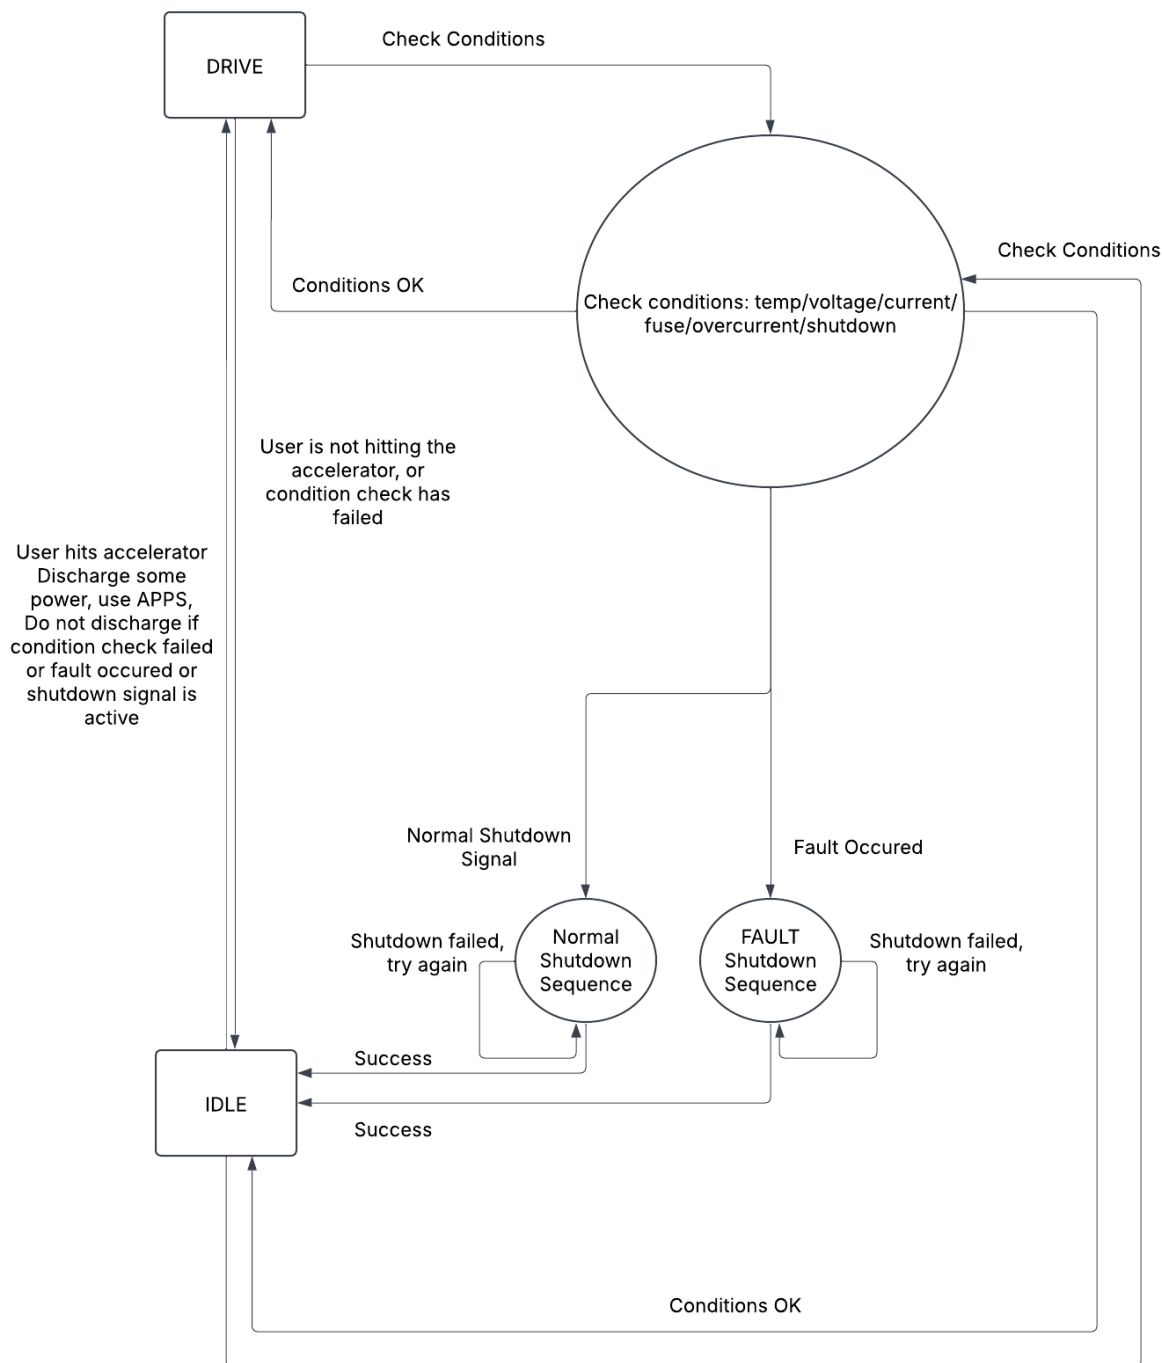 Check Conditions
DRIVE
Check Conditions
Conditions OK
Check conditions: temp/voltage/current/
fuse/overcurrent/shutdown
User is not hitting the
accelerator, or
condition check has
failed
User hits accelerator
Discharge some
power, use APPS,
Do not discharge if
condition check failed
or fault occured or
shutdown signal is
active
Normal Shutdown
Signal
Fault Occured
Shutdown failed,
try again
Normal
Shutdown
Sequence
FAULT
Shutdown
Sequence
Shutdown failed,
try again
Success
IDLE
Success
Conditions OK